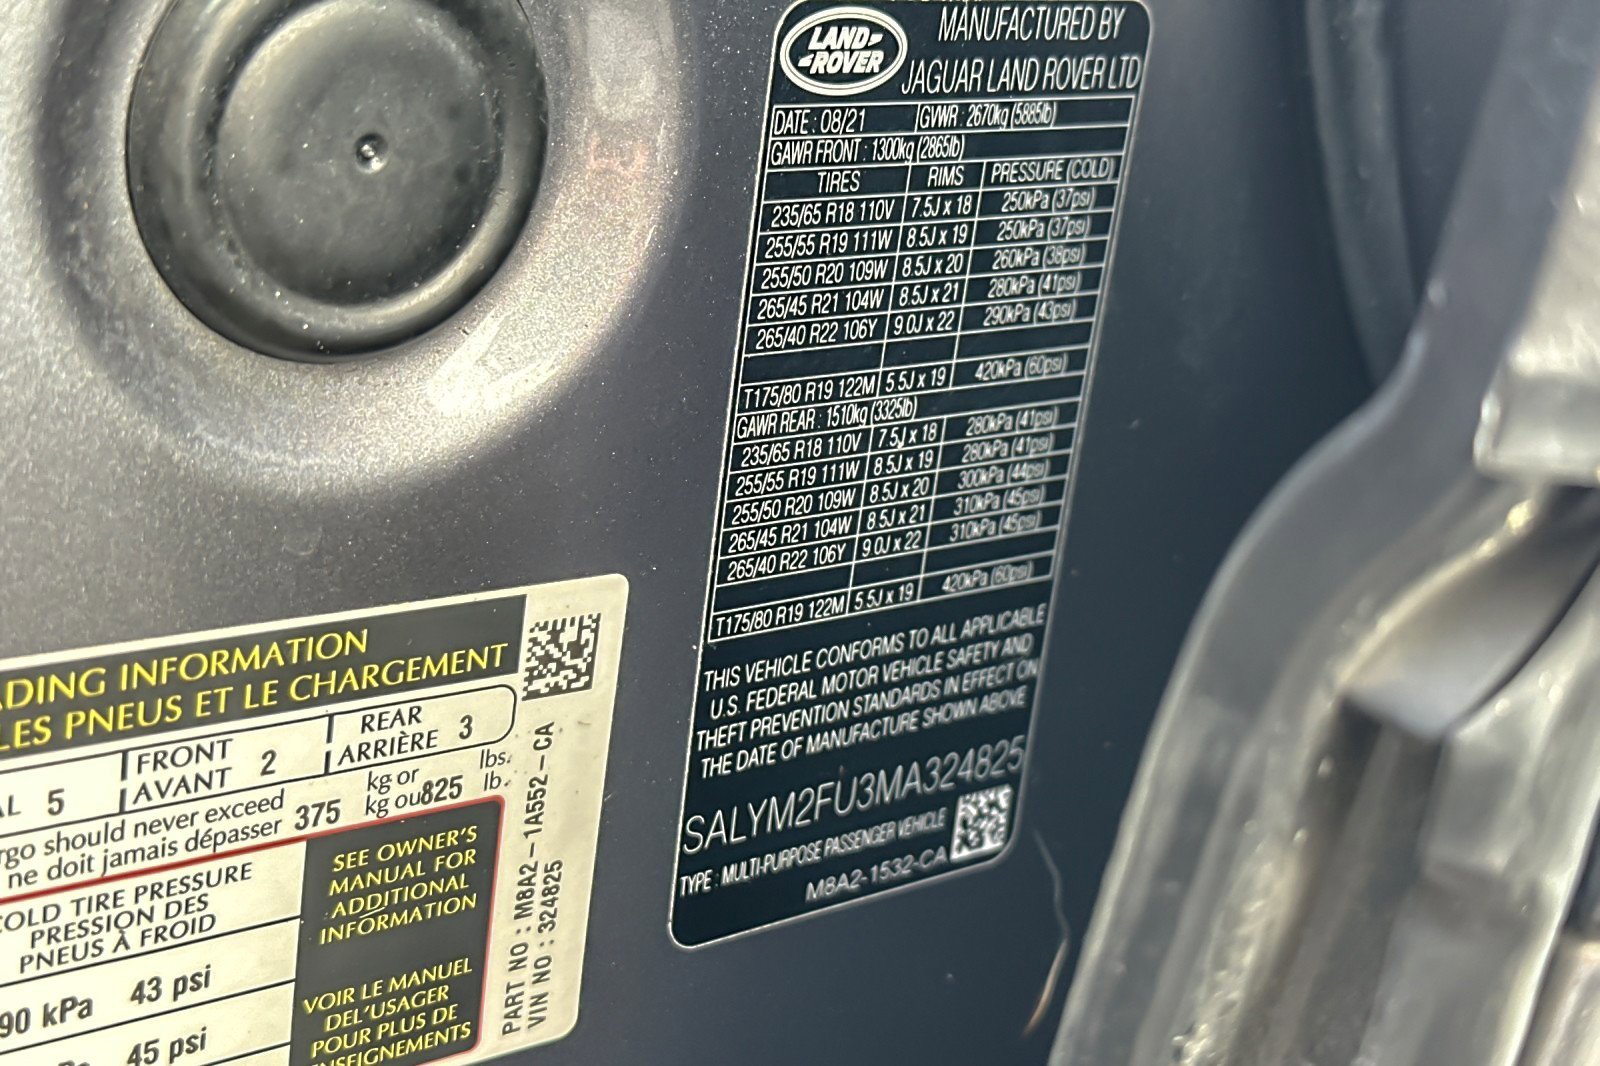 LAND-
-ROVER
MANUFACTURED BY
JAGUAR LAND ROVER LTD
DATE : 08/21 GVWR : 2670kg (5885lb)
GAWR FRONT : 1300kg (2865lb)
TIRES RIMS PRESSURE (COLD)
235/65 R18 110V 7.5J x 18 250kPa (37psi)
255/55 R19 111W 8.5J x 19 250kPa (37psi)
255/50 R20 109W 8.5J x 20 260kPa (38psi)
265/45 R21 104W 8.5J x 21 280kPa (41psi)
265/40 R22 106Y 9.0J x 22 290kPa (43psi)
T175/80 R19 122M 5.5J x 19 420kPa (60psi)
GAWR REAR : 1510kg (3325lb)
235/65 R18 110V 7.5J x 18 280kPa (41psi)
255/55 R19 111W 8.5J x 19 280kPa (41psi)
255/50 R20 109W 8.5J x 20 300kPa (44psi)
265/45 R21 104W 8.5J x 21 310kPa (45psi)
265/40 R22 106Y 9.0J x 22 310kPa (45psi)
T175/80 R19 122M 5.5J x 19 420kPa (60psi)
THIS VEHICLE CONFORMS TO ALL APPLICABLE
U.S. FEDERAL MOTOR VEHICLE SAFETY AND
THEFT PREVENTION STANDARDS IN EFFECT ON
THE DATE OF MANUFACTURE SHOWN ABOVE
SALYM2FU3MA324825
TYPE : MULTI-PURPOSE PASSENGER VEHICLE
M8A2-1532-CA
ADING INFORMATION
LES PNEUS ET LE CHARGEMENT
AL 5
FRONT
AVANT 2
REAR
ARRIÈRE 3
rgo should never exceed 375 kg or 825 lbs.
ne doit jamais dépasser kg ou lb.
COLD TIRE PRESSURE
PRESSION DES
PNEUS À FROID
90 kPa 43 psi
45 psi
SEE OWNER'S
MANUAL FOR
ADDITIONAL
INFORMATION
VOIR LE MANUEL
DEL'USAGER
POUR PLUS DE
NSEIGNEMENTS
PART NO : M8A2-1A552-CA
VIN NO : 324825